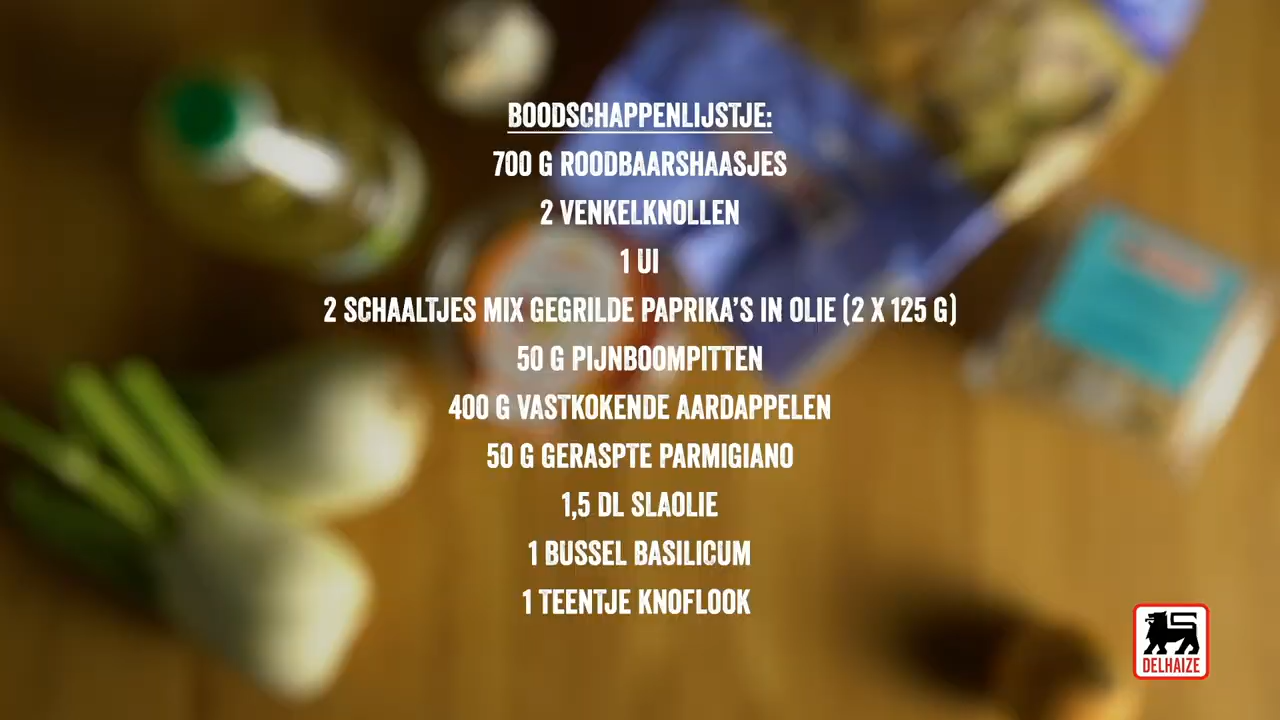 BOODSCHAPPENLIJSTJE:
700 G ROODBAARSHAASJES
2 VENKELKNOLLEN
1 UI
2 SCHAALTJES MIX GEGRILDE PAPRIKA'S IN OLIE (2 X 125 G)
50 G PIJNBOOMPITTEN
400 G VASTKOKENDE AARDAPPELEN
50 G GERASPTE PARMIGIANO
1,5 DL SLAOLIE
1 BUSSEL BASILICUM
1 TEENTJE KNOFLOOK
DELHAIZE